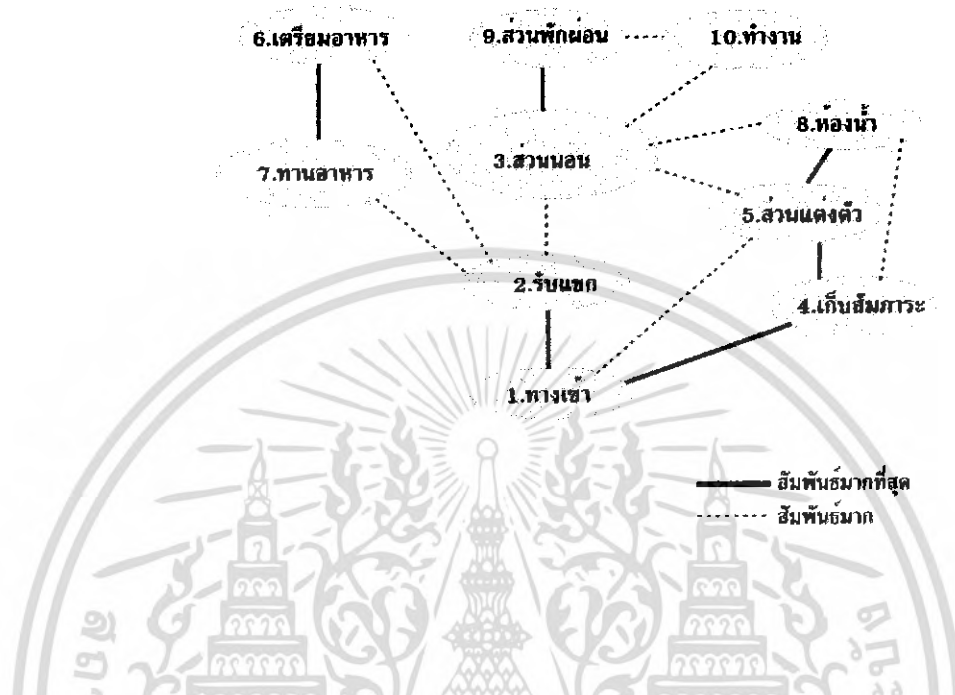 6.เตรียมอาหาร
9.ส่วนพักผ่อน
10.ทำงาน
8.ห้องน้ำ
3.ส่วนนอน
7.ทานอาหาร
5.ส่วนแต่งตัว
2.รับแขก
4.เก็บสัมภาระ
1.ทางเข้า
สัมพันธ์มากที่สุด
สัมพันธ์มาก